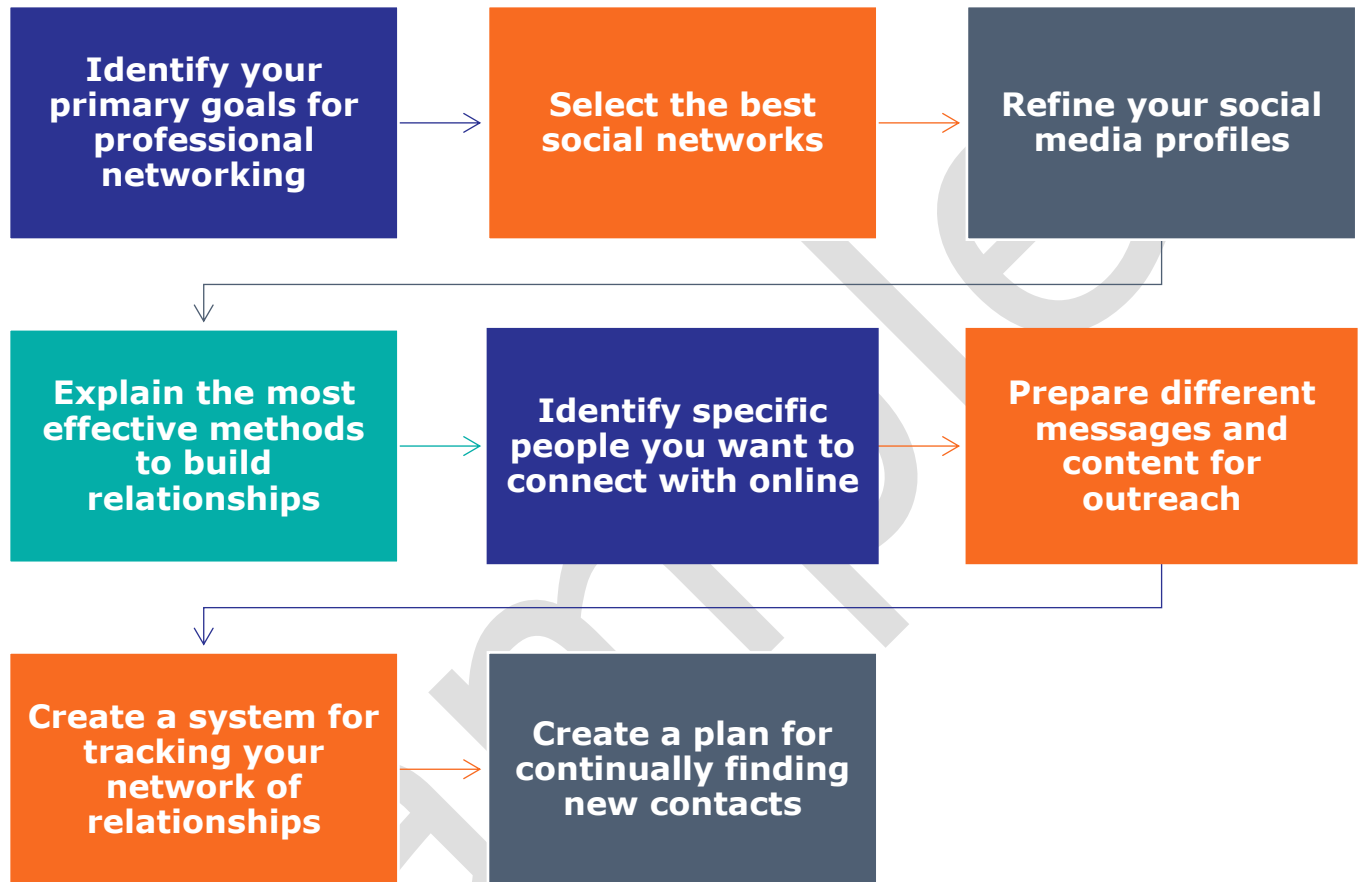 Identify your
primary goals for
professional
networking
Select the best
social networks
Refine your social
media profiles
Explain the most
effective methods
to build
relationships
Identify specific
people you want to
connect with online
Prepare different
messages and
content for
outreach
Create a system for
tracking your
network of
relationships
Create a plan for
continually finding
new contacts